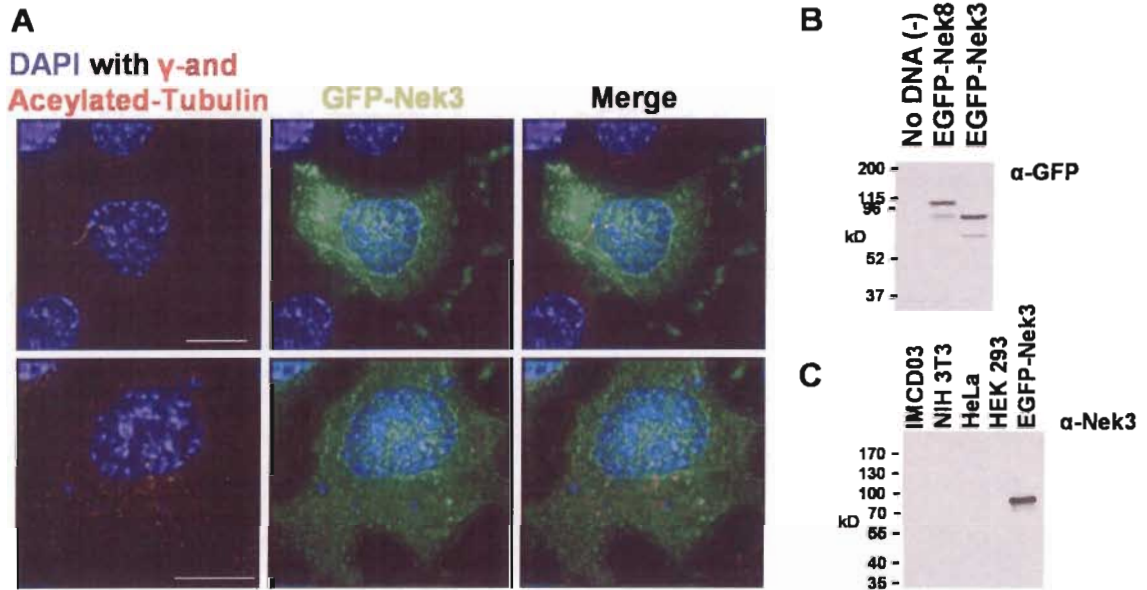 A
DAPI with γ-and
Aceylated-Tubulin
GFP-Nek3
Merge
B
No DNA (-)
EGFP-Nek8
EGFP-Nek3
α-GFP
200
115
96
kD
52
37
C
IMCD03
NIH 3T3
HeLa
HEK 293
EGFP-Nek3
α-Nek3
170
130
100
70
kD
55
40
35